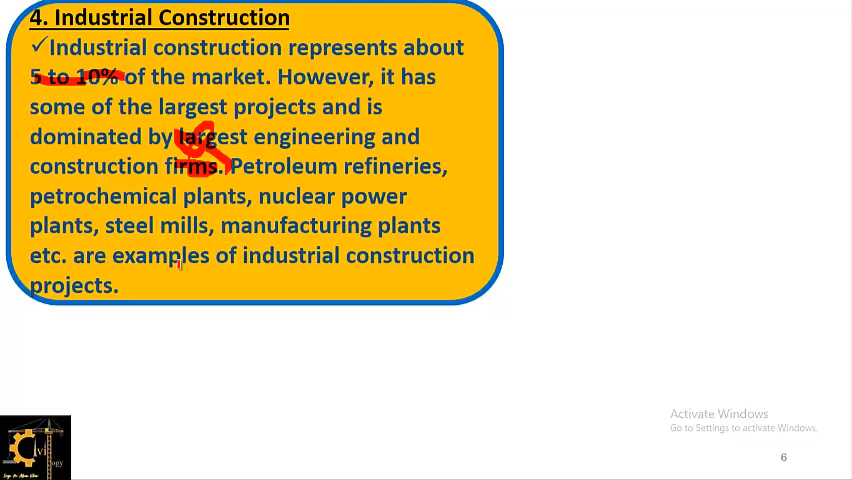 4. Industrial Construction
✓Industrial construction represents about
5 to 10% of the market. However, it has
some of the largest projects and is
dominated by largest engineering and
construction firms. Petroleum refineries,
petrochemical plants, nuclear power
plants, steel mills, manufacturing plants
etc. are examples of industrial construction
projects.
Activate Windows
Go to Settings to activate Windows.
6
Civi
logy